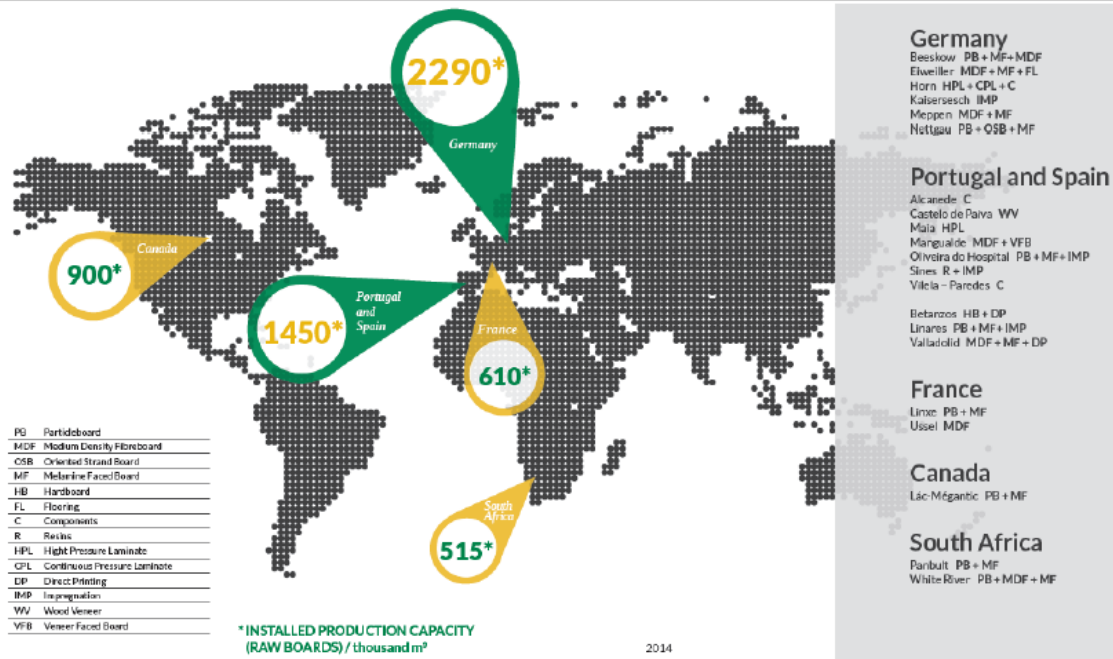 2290*
Germany
Canada
900*
Portugal
and
Spain
1450*
France
610*
South
Africa
515*
PB Particleboard
MDF Medium Density Fibreboard
OSB Oriented Strand Board
MF Melamine Faced Board
HB Hardboard
FL Flooring
C Components
R Resins
HPL Hight Pressure Laminate
CPL Continuous Pressure Laminate
DP Direct Printing
IMP Impregnation
WV Wood Veneer
VFB Veneer Faced Board
* INSTALLED PRODUCTION CAPACITY
(RAW BOARDS) / thousand m³
2014
Germany
Beeskow PB + MF + MDF
Eiweiller MDF + MF + FL
Horn HPL + CPL + C
Kaisersesch IMP
Meppen MDF + MF
Nettgau PB + OSB + MF
Portugal and Spain
Alcanede C
Castelo de Paiva WV
Maia HPL
Mangualde MDF + VFB
Oliveira do Hospital PB + MF + IMP
Sines R + IMP
Vilela – Paredes C
Betanzos HB + DP
Linares PB + MF + IMP
Valladolid MDF + MF + DP
France
Linxe PB + MF
Ussel MDF
Canada
Lác-Mégantic PB + MF
South Africa
Panbult PB + MF
White River PB + MDF + MF